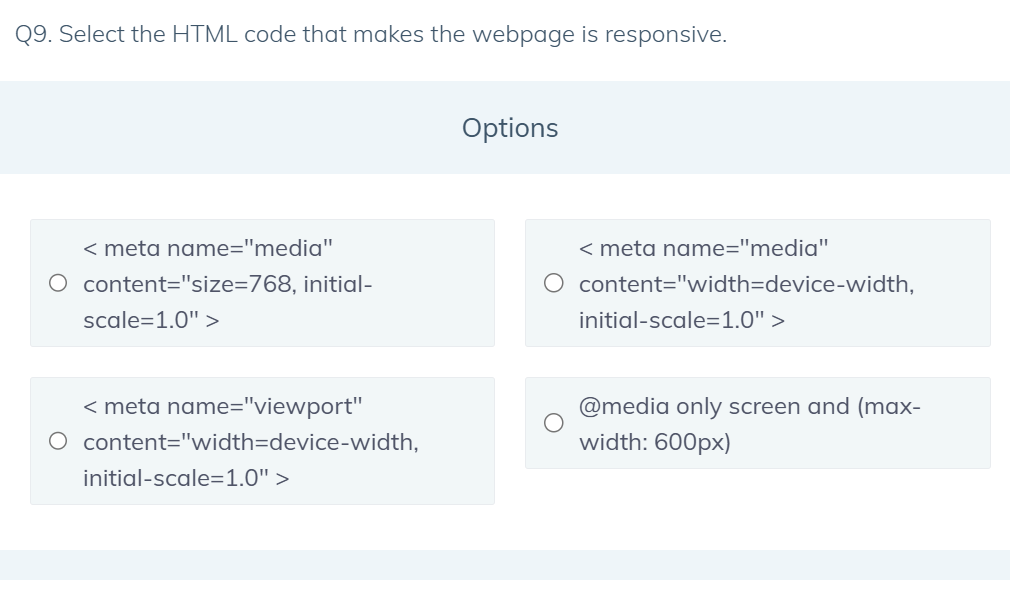 Q9. Select the HTML code that makes the webpage is responsive.
Options
< meta name="media"
content="size=768, initial-
scale=1.0" >
< meta name="media"
content="width=device-width,
initial-scale=1.0" >
< meta name="viewport"
content="width=device-width,
initial-scale=1.0" >
@media only screen and (max-
width: 600px)